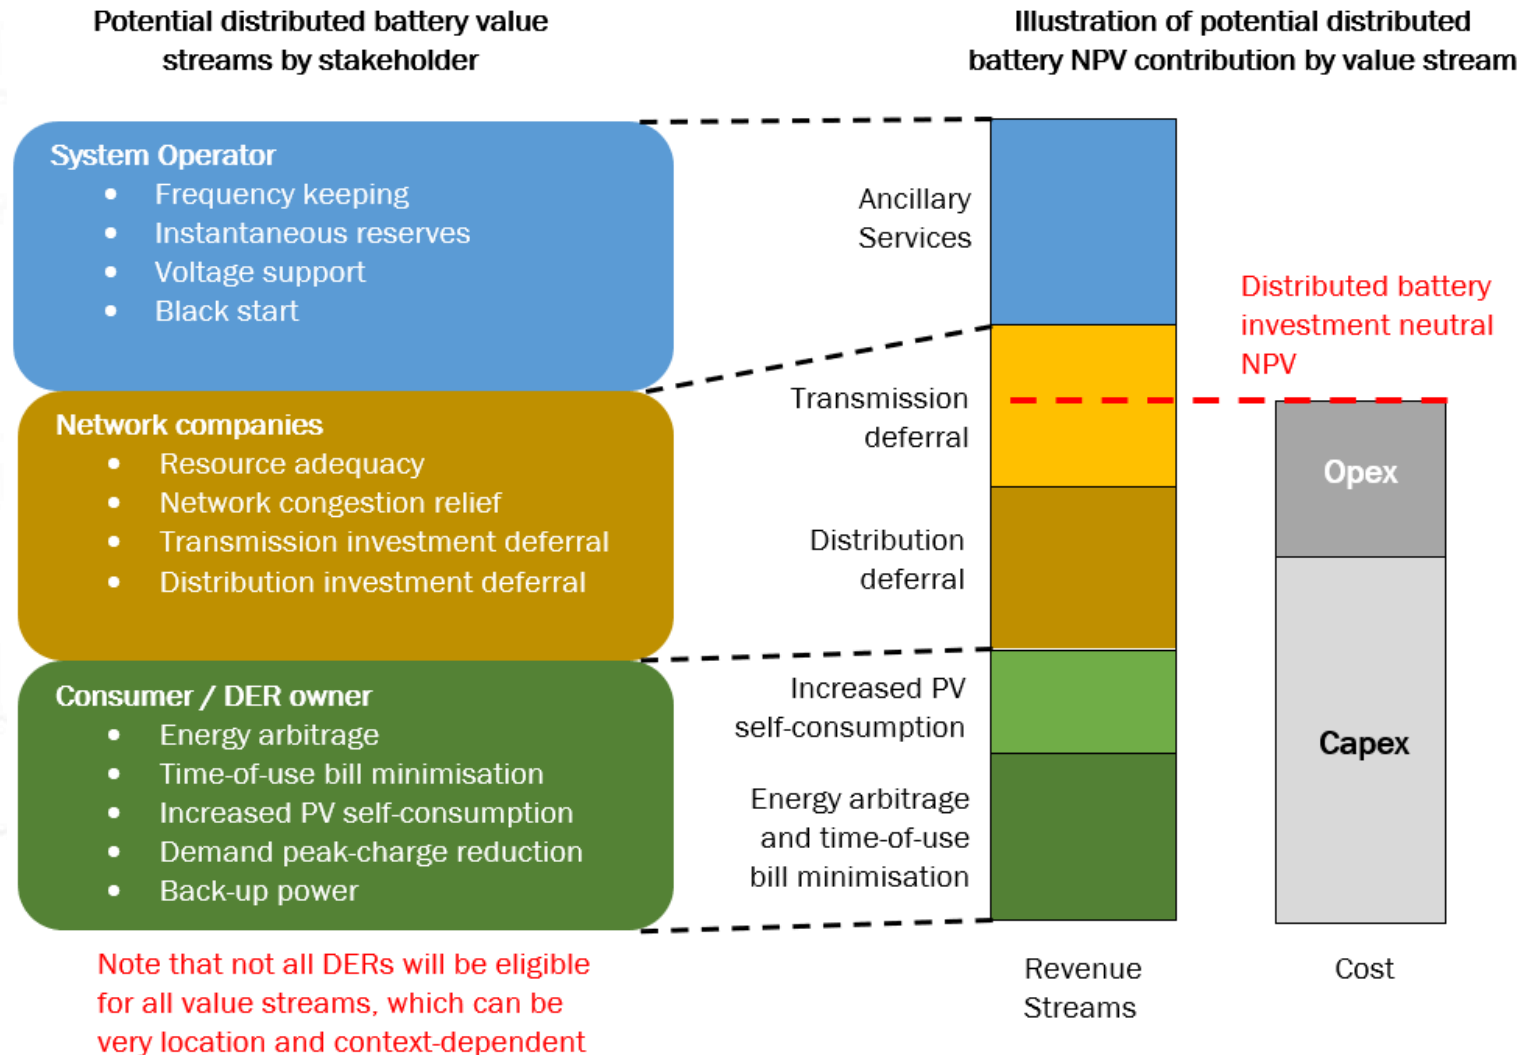 Potential distributed battery value
streams by stakeholder
System Operator
• Frequency keeping
• Instantaneous reserves
• Voltage support
• Black start
Network companies
• Resource adequacy
• Network congestion relief
• Transmission investment deferral
• Distribution investment deferral
Consumer / DER owner
• Energy arbitrage
• Time-of-use bill minimisation
• Increased PV self-consumption
• Demand peak-charge reduction
• Back-up power
Note that not all DERs will be eligible
for all value streams, which can be
very location and context-dependent
Illustration of potential distributed
battery NPV contribution by value stream
Ancillary
Services
Transmission
deferral
Distribution
deferral
Increased PV
self-consumption
Energy arbitrage
and time-of-use
bill minimisation
Revenue
Streams
Distributed battery
investment neutral
NPV
Opex
Capex
Cost